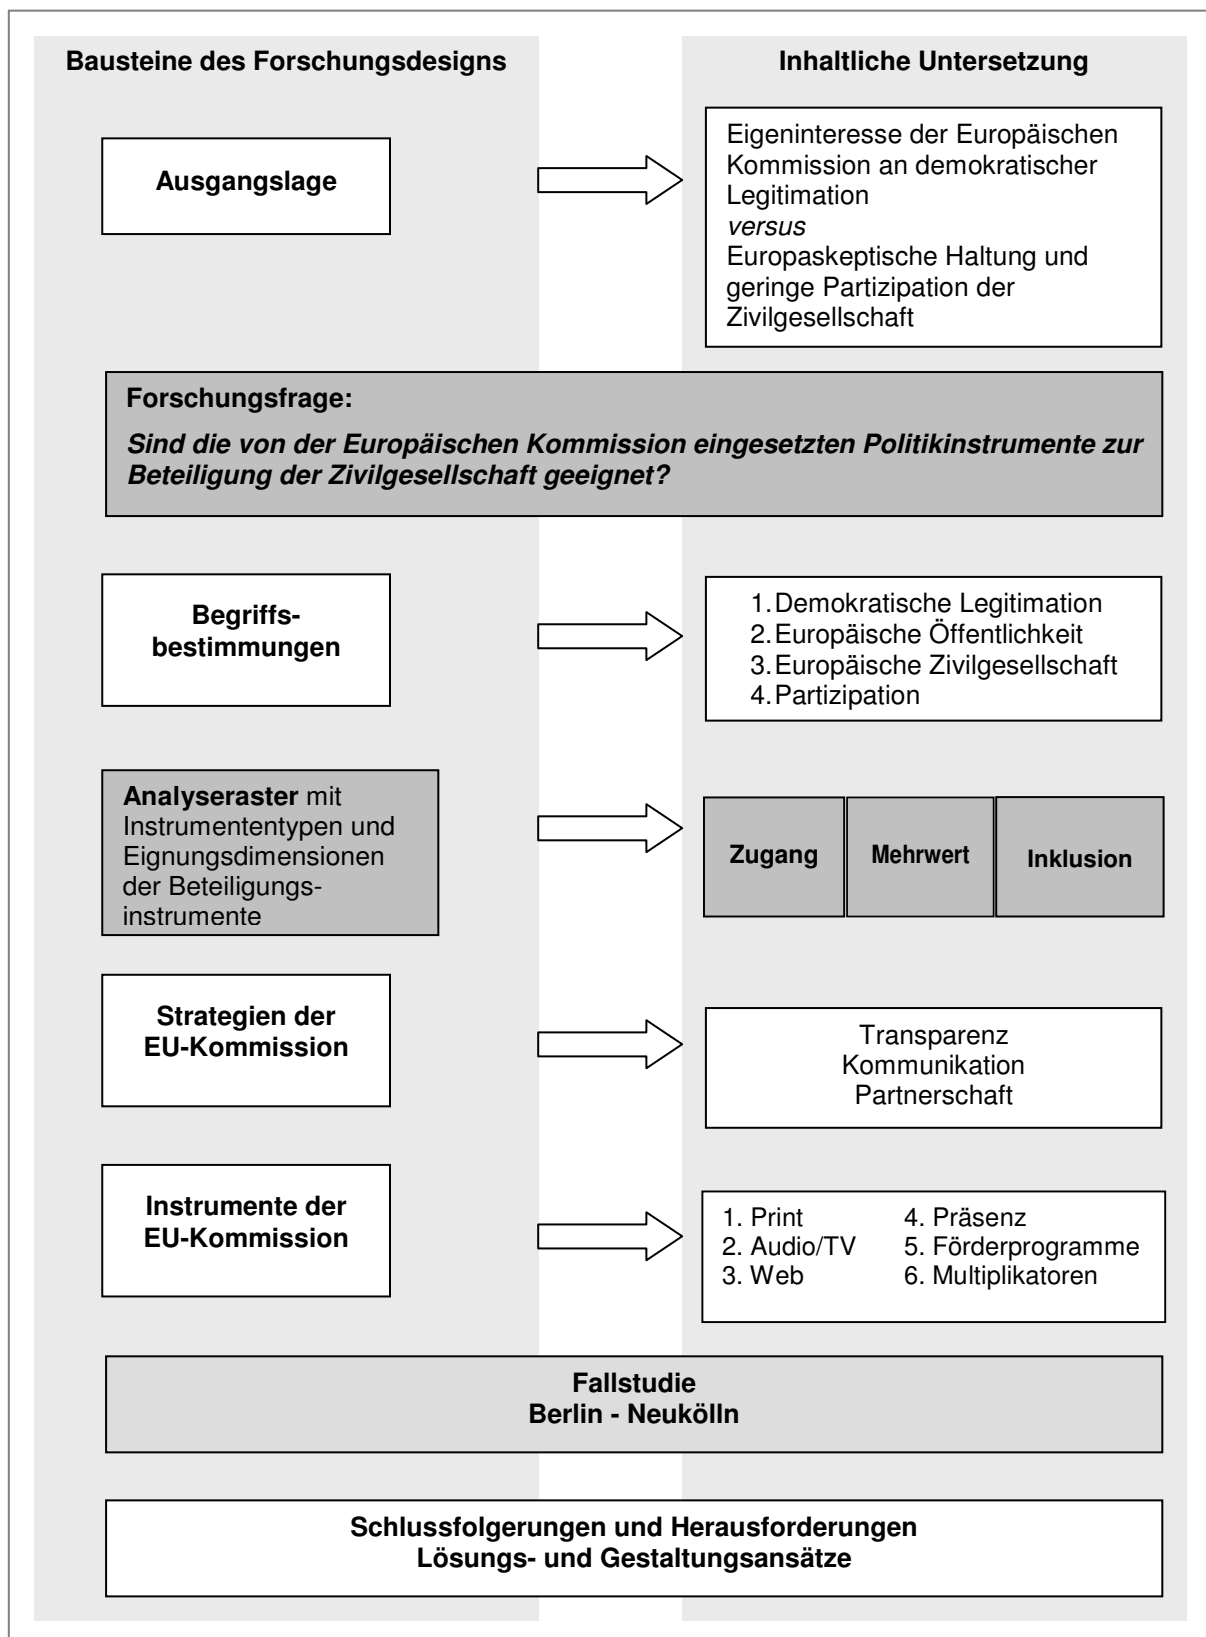 Bausteine des Forschungsdesigns
Inhaltliche Untersetzung
Ausgangslage
Eigeninteresse der Europäischen
Kommission an demokratischer
Legitimation
versus
Europaskeptische Haltung und
geringe Partizipation der
Zivilgesellschaft
Forschungsfrage:
Sind die von der Europäischen Kommission eingesetzten Politikinstrumente zur
Beteiligung der Zivilgesellschaft geeignet?
Begriffs-
bestimmungen
1. Demokratische Legitimation
2. Europäische Öffentlichkeit
3. Europäische Zivilgesellschaft
4. Partizipation
Analyseraster mit
Instrumententypen und
Eignungsdimensionen
der Beteiligungs-
instrumente
Zugang
Mehrwert
Inklusion
Strategien der
EU-Kommission
Transparenz
Kommunikation
Partnerschaft
Instrumente der
EU-Kommission
1. Print
2. Audio/TV
3. Web
4. Präsenz
5. Förderprogramme
6. Multiplikatoren
Fallstudie
Berlin - Neukölln
Schlussfolgerungen und Herausforderungen
Lösungs- und Gestaltungsansätze